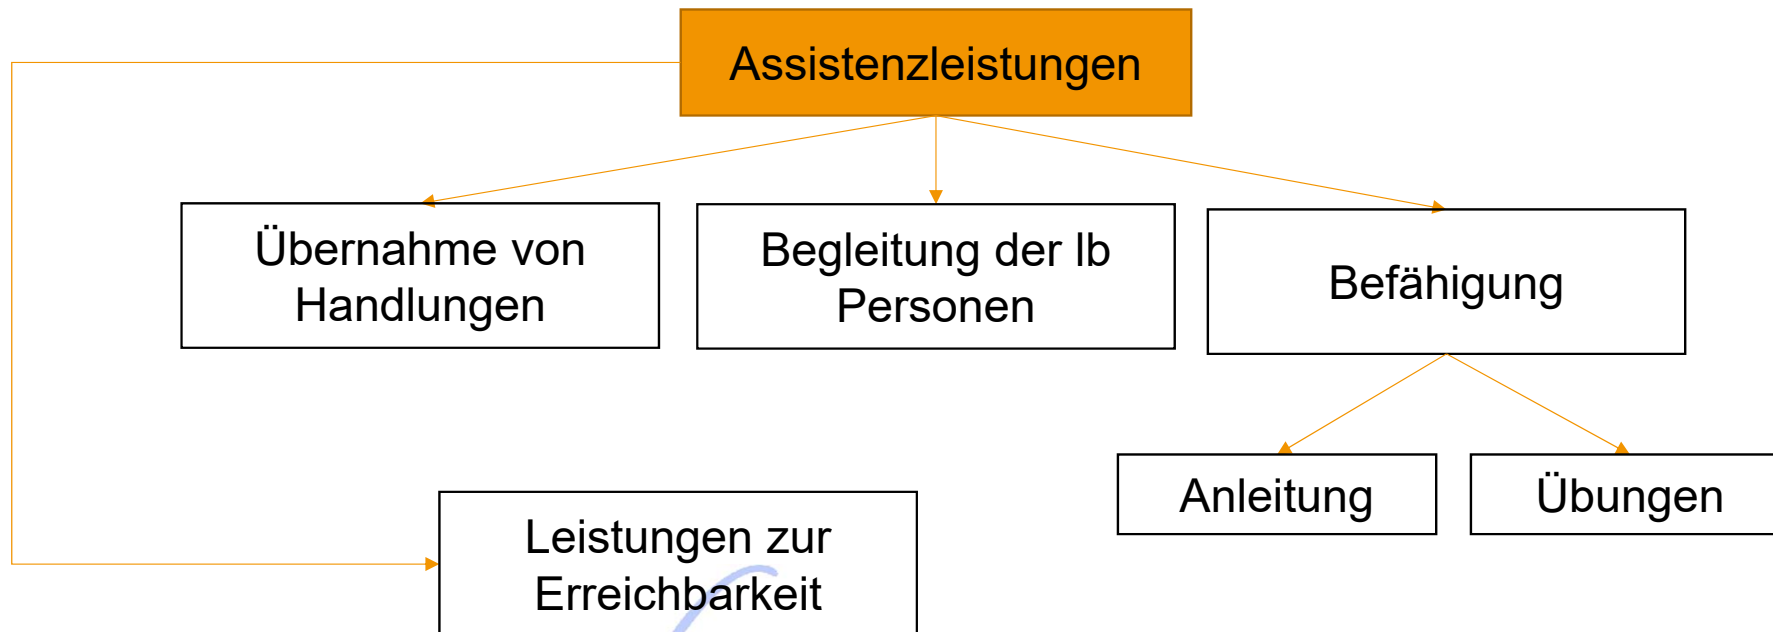 Assistenzleistungen
Übernahme von
Handlungen
Begleitung der lb
Personen
Befähigung
Anleitung
Übungen
Leistungen zur
Erreichbarkeit